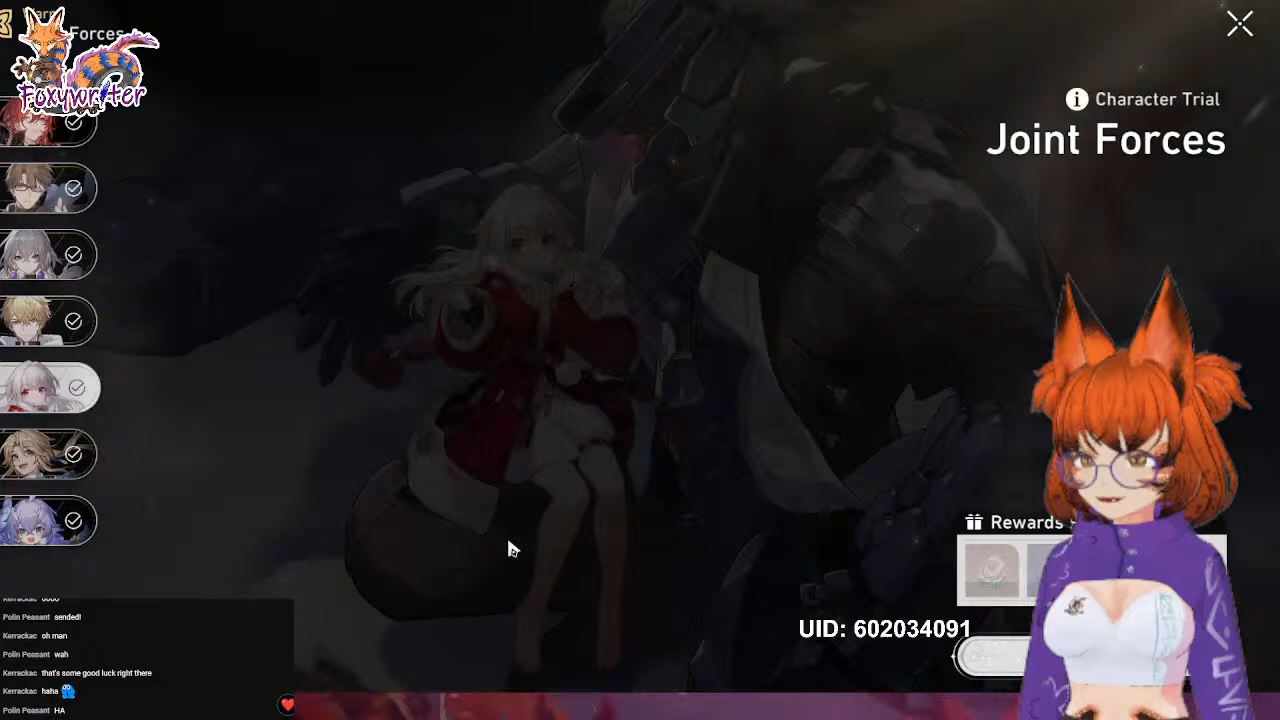 Forces
Foxywriter
Character Trial
Joint Forces
Rewards
UID: 602034091
Polin Peasant sended!
Kerrackac oh man
Polin Peasant wah
Kerrackac that's some good luck right there
Kerrackac haha
Polin Peasant HA